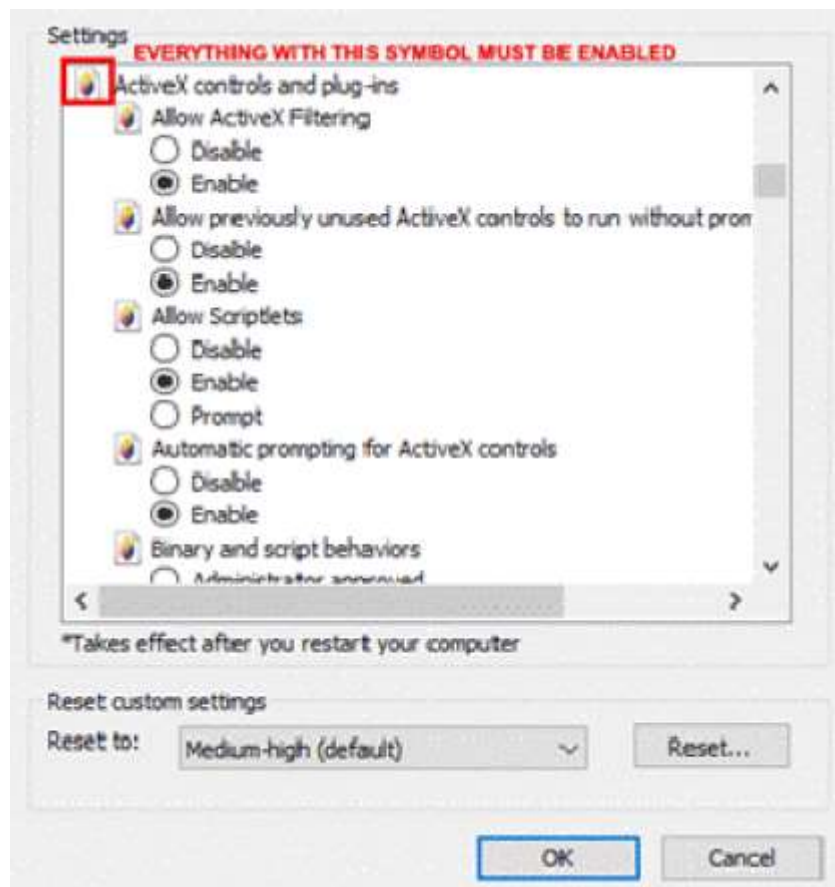 Settings
EVERYTHING WITH THIS SYMBOL MUST BE ENABLED
ActiveX controls and plug-ins
Allow ActiveX Filtering
Disable
Enable
Allow previously unused ActiveX controls to run without prom
Disable
Enable
Allow Scriptlets
Disable
Enable
Prompt
Automatic prompting for ActiveX controls
Disable
Enable
Binary and script behaviors
Administrator approved
*Takes effect after you restart your computer
Reset custom settings
Reset to:
Medium-high (default)
Reset...
OK
Cancel